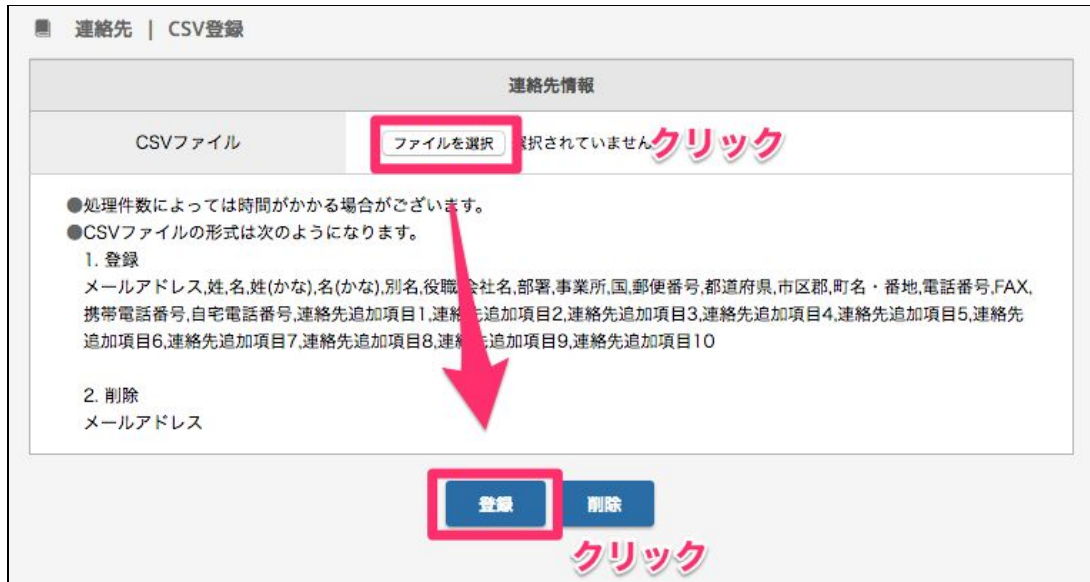 連絡先 | CSV登録
連絡先情報
CSVファイル
ファイルを選択 選択されていません クリック
●処理件数によっては時間がかかる場合がございます。
●CSVファイルの形式は次のようになります。
1. 登録
メールアドレス,姓,名,姓(かな),名(かな),別名,役職,会社名,部署,事業所,国,郵便番号,都道府県,市区郡,町名・番地,電話番号,FAX,
携帯電話番号,自宅電話番号,連絡先追加項目1,連絡先追加項目2,連絡先追加項目3,連絡先追加項目4,連絡先追加項目5,連絡先
追加項目6,連絡先追加項目7,連絡先追加項目8,連絡先追加項目9,連絡先追加項目10
2. 削除
メールアドレス
登録 削除
クリック